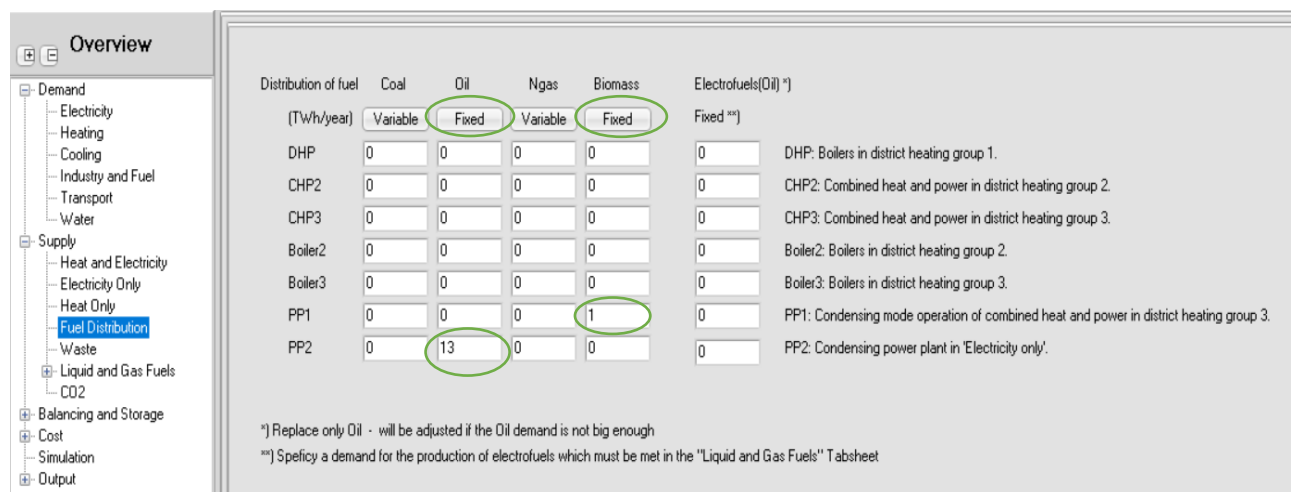 Overview
Demand
Electricity
Heating
Cooling
Industry and Fuel
Transport
Water
Supply
Heat and Electricity
Electricity Only
Heat Only
Fuel Distribution
Waste
Liquid and Gas Fuels
CO2
Balancing and Storage
Cost
Simulation
Output
Distribution of fuel Coal Oil Ngas Biomass Electrofuels(Oil) *)
(TWh/year) Variable Fixed Variable Fixed Fixed **)
DHP 0 0 0 0 0 DHP: Boilers in district heating group 1.
CHP2 0 0 0 0 0 CHP2: Combined heat and power in district heating group 2.
CHP3 0 0 0 0 0 CHP3: Combined heat and power in district heating group 3.
Boiler2 0 0 0 0 0 Boiler2: Boilers in district heating group 2.
Boiler3 0 0 0 0 0 Boiler3: Boilers in district heating group 3.
PP1 0 0 0 1 0 PP1: Condensing mode operation of combined heat and power in district heating group 3.
PP2 0 13 0 0 0 PP2: Condensing power plant in 'Electricity only'.
*) Replace only Oil - will be adjusted if the Oil demand is not big enough
**) Speficy a demand for the production of electrofuels which must be met in the "Liquid and Gas Fuels" Tabsheet